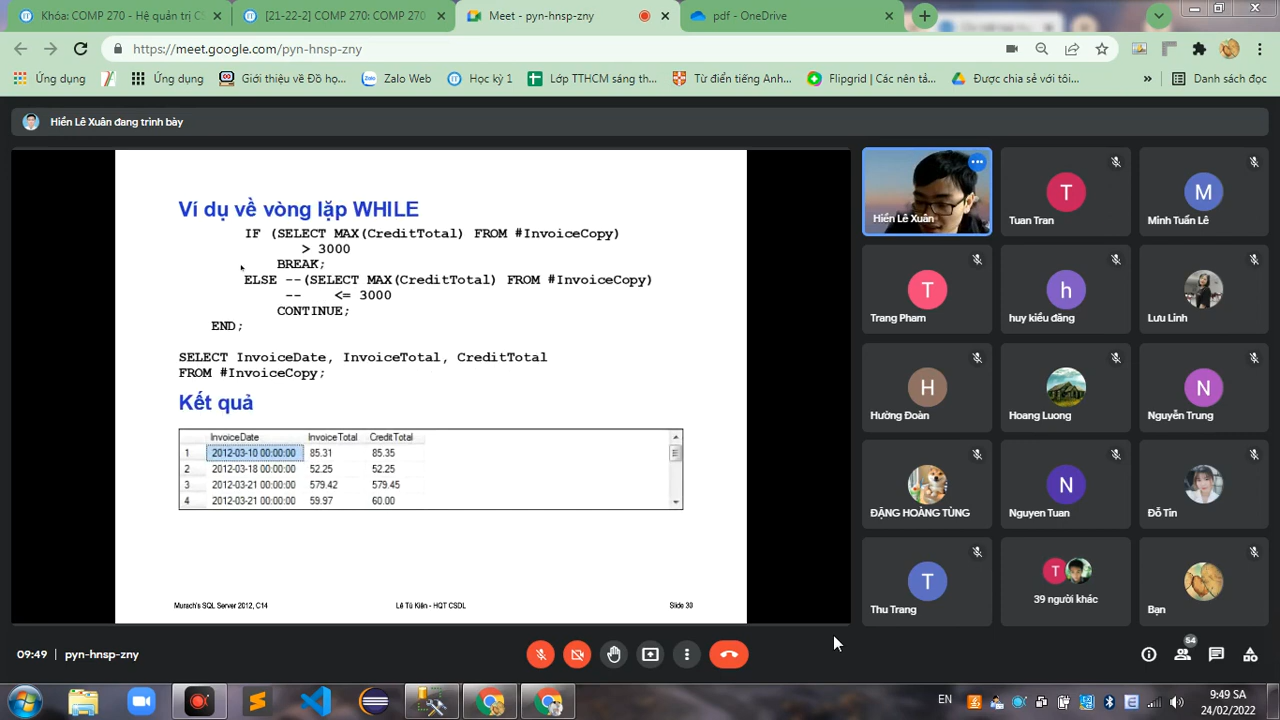 Khóa: COMP 270 - Hệ quản trị CS
[21-22-2] COMP 270: COMP 270
Meet - pyn-hnsp-zny
pdf - OneDrive
https://meet.google.com/pyn-hnsp-zny
Ứng dụng
Ứng dụng
Giới thiệu về Đồ họ...
Zalo Web
Học kỳ 1
Lớp TTHCM sáng th...
Từ điển tiếng Anh...
Flipgrid | Các nền tả...
Được chia sẻ với tôi...
»
Danh sách đọc
Hiển Lê Xuân đang trình bày
Ví dụ về vòng lặp WHILE
IF (SELECT MAX(CreditTotal) FROM #InvoiceCopy)
> 3000
BREAK;
ELSE --(SELECT MAX(CreditTotal) FROM #InvoiceCopy)
-- <= 3000
CONTINUE;
END;
SELECT InvoiceDate, InvoiceTotal, CreditTotal
FROM #InvoiceCopy;
Kết quả
InvoiceDate InvoiceTotal CreditTotal
1 2012-03-10 00:00:00 85.31 85.35
2 2012-03-18 00:00:00 52.25 52.25
3 2012-03-21 00:00:00 579.42 579.45
4 2012-03-21 00:00:00 59.97 60.00
Murach's SQL Server 2012, C14
Lê Tú Kiên - HQT CSDL
Slide 30
Hiển Lê Xuân
T
Tuan Tran
M
Minh Tuấn Lê
T
Trang Pham
h
huy kiều đăng
Lưu Linh
H
Hường Đoàn
Hoang Luong
N
Nguyễn Trung
ĐẶNG HOÀNG TÙNG
N
Nguyen Tuan
Đỗ Tín
T
Thu Trang
T
39 người khác
Bạn
09:49 pyn-hnsp-zny
54
EN
9:49 SA
24/02/2022